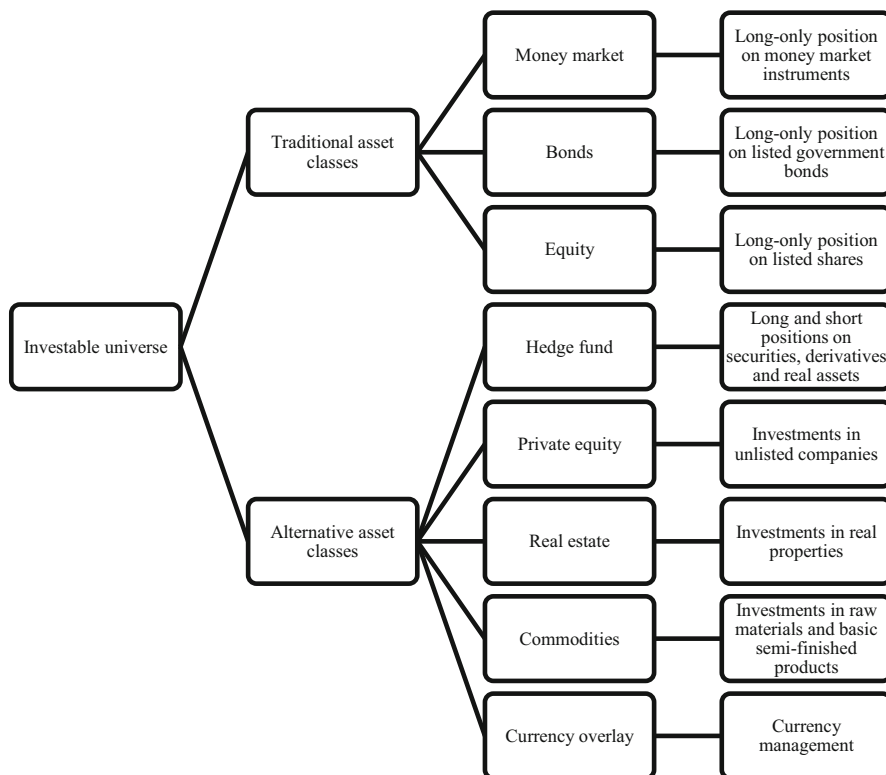 Money market
Long-only position
on money market
instruments
Traditional asset
classes
Bonds
Long-only position
on listed government
bonds
Equity
Long-only position
on listed shares
Investable universe
Hedge fund
Long and short
positions on
securities, derivatives
and real assets
Private equity
Investments in
unlisted companies
Alternative asset
classes
Real estate
Investments in real
properties
Commodities
Investments in raw
materials and basic
semi-finished
products
Currency overlay
Currency
management